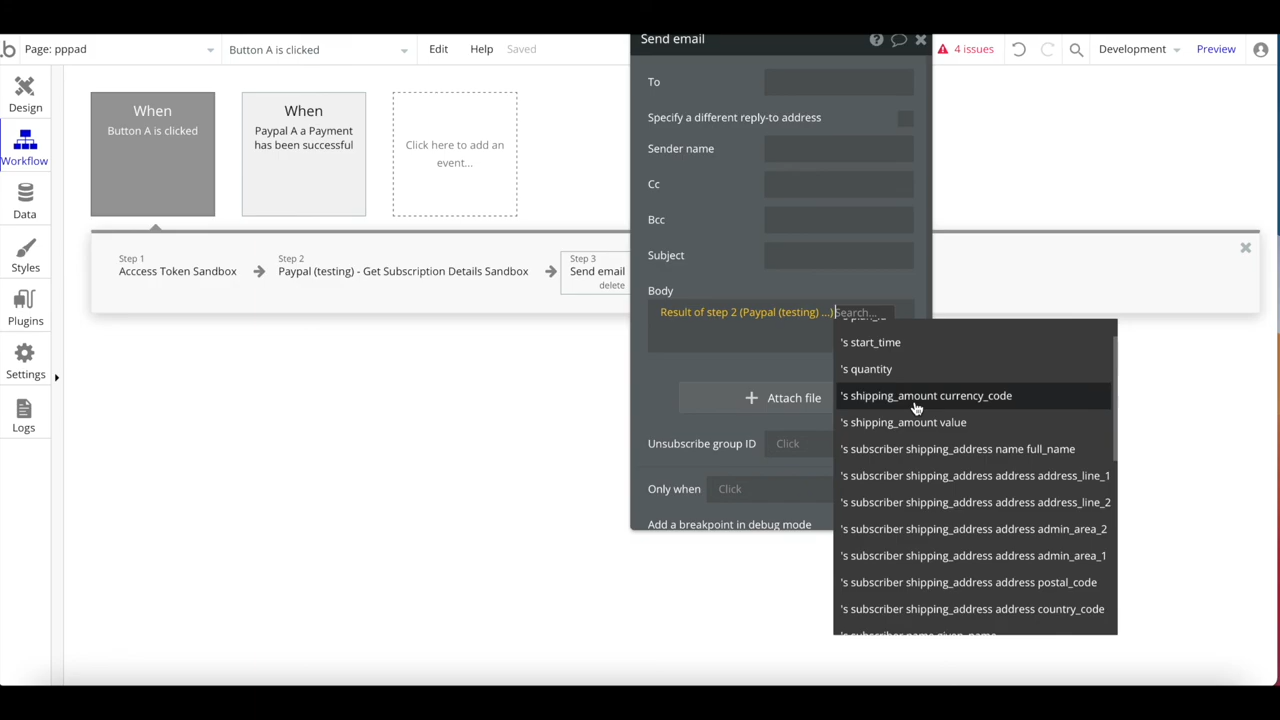 Page: pppad
Button A is clicked
Edit
Help
Saved
4 issues
Development
Preview
Send email
Design
Workflow
Data
Styles
Plugins
Settings
Logs
When
Button A is clicked
When
Paypal A a Payment
has been successful
Click here to add an
event...
Step 1
Acccess Token Sandbox
Step 2
Paypal (testing) - Get Subscription Details Sandbox
Step 3
Send email
delete
To
Specify a different reply-to address
Sender name
Cc
Bcc
Subject
Body
Result of step 2 (Paypal (testing) ...)
Search...
's plan_id
's start_time
's quantity
's shipping_amount currency_code
's shipping_amount value
's subscriber shipping_address name full_name
's subscriber shipping_address address address_line_1
's subscriber shipping_address address address_line_2
's subscriber shipping_address address admin_area_2
's subscriber shipping_address address admin_area_1
's subscriber shipping_address address postal_code
's subscriber shipping_address address country_code
's subscriber name given_name
Attach file
Unsubscribe group ID
Click
Only when
Click
Add a breakpoint in debug mode